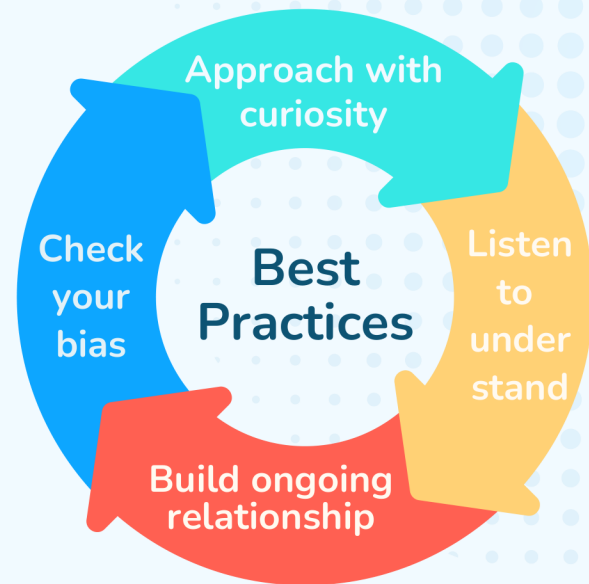 Approach with
curiosity
Listen
to
under
stand
Build ongoing
relationship
Check
your
bias
Best
Practices